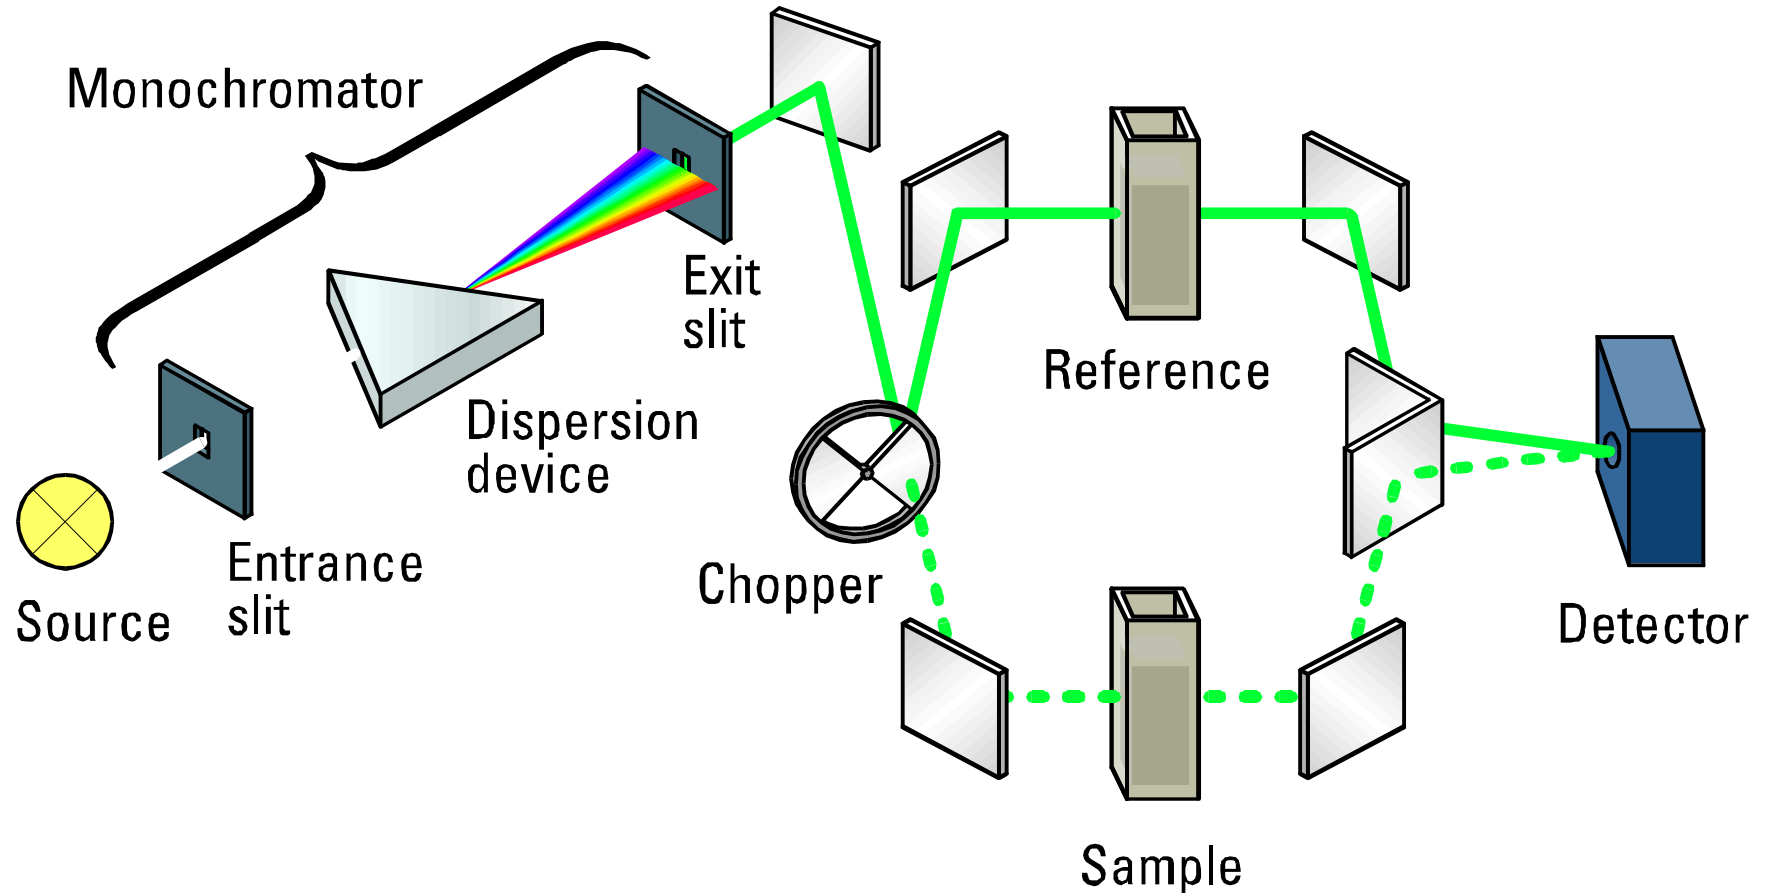 Monochromator
Exit
slit
Dispersion
device
Entrance
slit
Source
Chopper
Reference
Sample
Detector